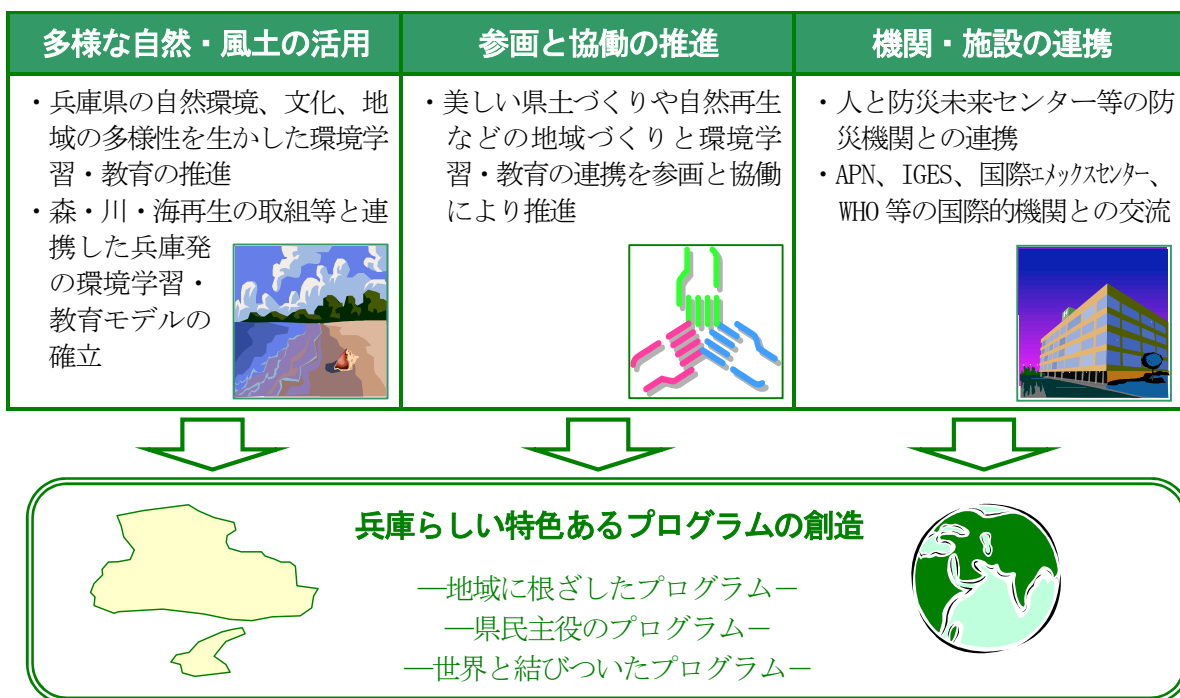 多様な自然・風土の活用
・兵庫県の自然環境、文化、地
域の多様性を生かした環境学
習・教育の推進
・森・川・海再生の取組等と連
携した兵庫発
の環境学習・
教育モデルの
確立
参画と協働の推進
・美しい県土づくりや自然再生
などの地域づくりと環境学
習・教育の連携を参画と協働
により推進
機関・施設の連携
・人と防災未来センター等の防
災機関との連携
・APN、IGES、国際ｴﾒｯｸｽｾﾝﾀｰ、
WHO 等の国際的機関との交流
兵庫らしい特色あるプログラムの創造
―地域に根ざしたプログラム－
―県民主役のプログラム－
―世界と結びついたプログラム－